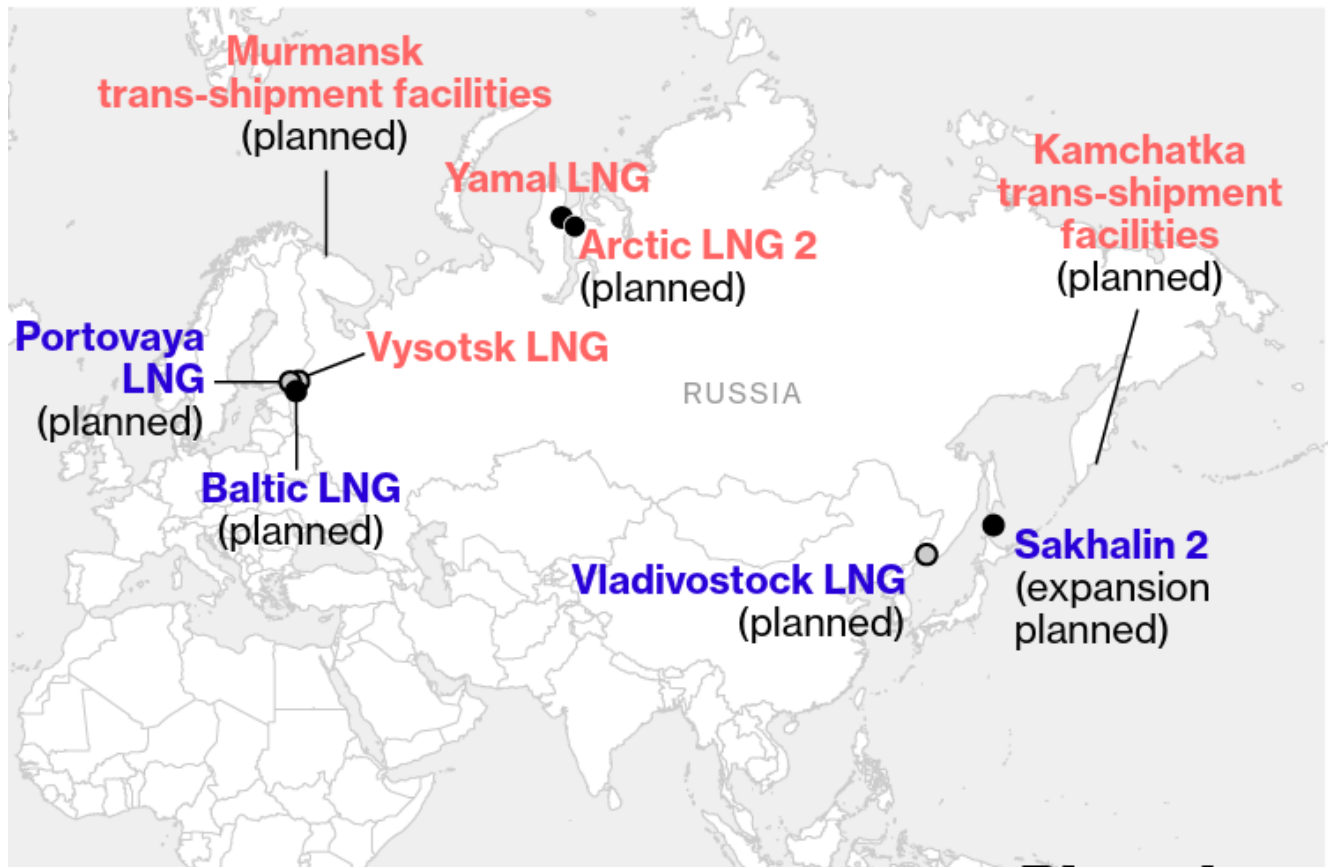 Murmansk
trans-shipment facilities
(planned)
Yamal LNG
Arctic LNG 2
(planned)
Kamchatka
trans-shipment
facilities
(planned)
Portovaya
LNG
(planned)
Vysotsk LNG
RUSSIA
Baltic LNG
(planned)
Vladivostock LNG
(planned)
Sakhalin 2
(expansion
planned)